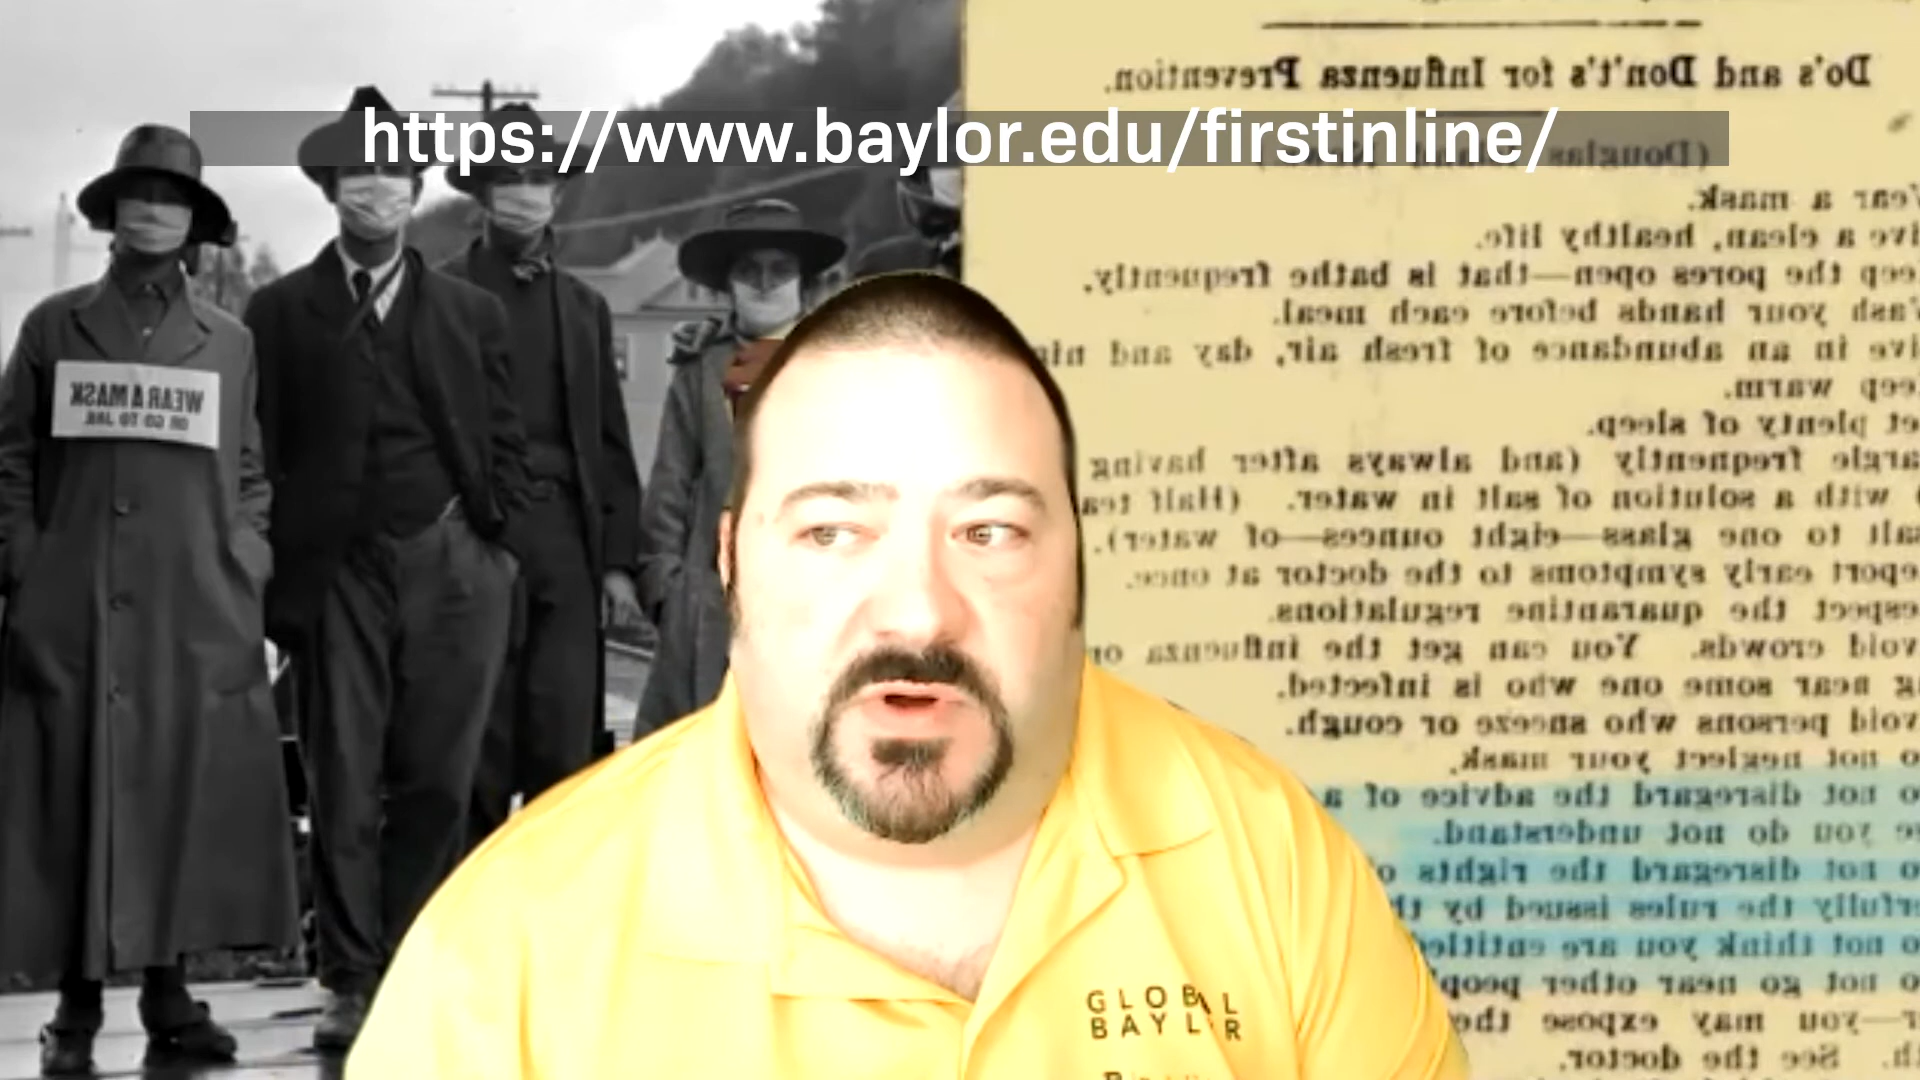 https://www.baylor.edu/firstinline/
Do's and Don't's for Influenza Prevention.
(Douglas
WEAR A MASK
OR GO TO JAIL
a mask.
a clean, healthy life.
the pores open—that is bathe frequently.
your hands before each meal.
in an abundance of fresh air, day and
warm.
plenty of sleep.
frequently (and always after having
with a solution of salt in water. (Half
to one glass—eight ounces—of water).
early symptoms to the doctor at once.
the quarantine regulations.
crowds. You can get the influenza
near some one who is infected.
persons who sneeze or cough.
not neglect your mask.
not disregard the advice of a
you do not understand.
not disregard the rights
the rules issued by
not think you are
not go near other
you may expose
See the doctor.
GLOBAL
BAYLOR